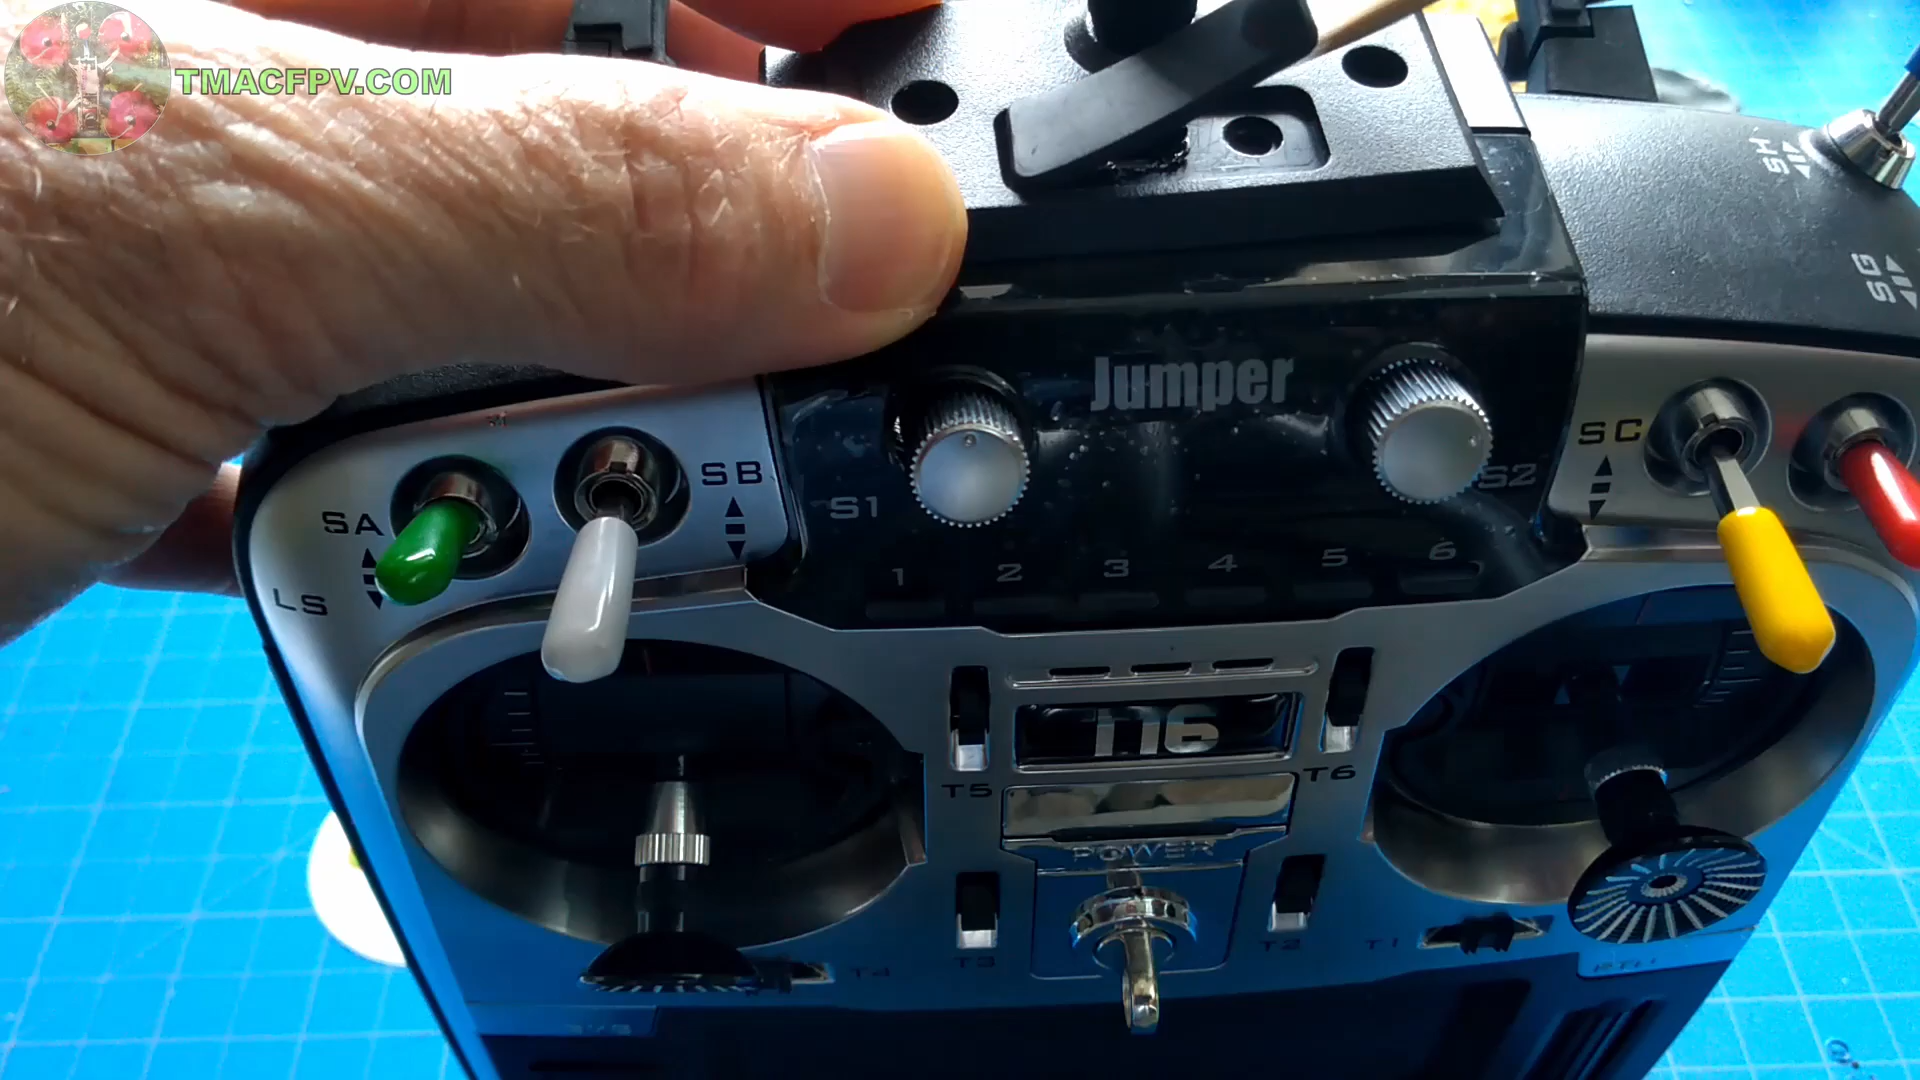 TMACFPV.COM
SH
SG
Jumper
SC
SB
SA
S1
S2
LS
1 2 3 4 5 6
T16
T5
T6
POWER
T3
T2
T1
T4